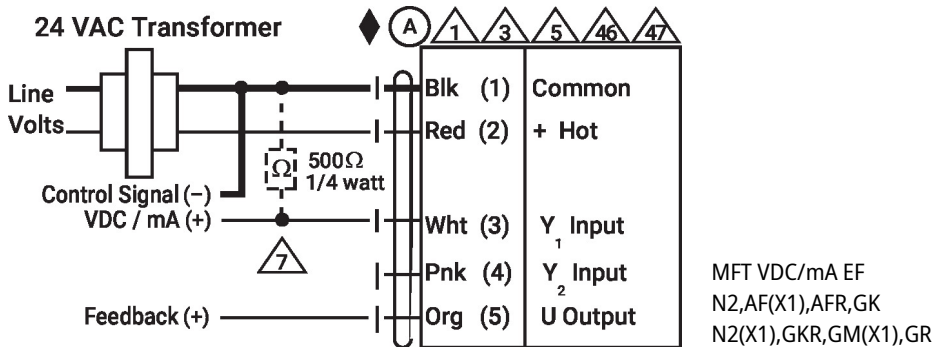 24 VAC Transformer
A 1 3 5 46 47
Line
Volts
Blk (1) Common
Red (2) + Hot
Ω 500Ω
1/4 watt
Control Signal (−)
VDC / mA (+)
Wht (3) Y1 Input
7
Pnk (4) Y2 Input
Feedback (+)
Org (5) U Output
MFT VDC/mA EF
N2,AF(X1),AFR,GK
N2(X1),GKR,GM(X1),GR